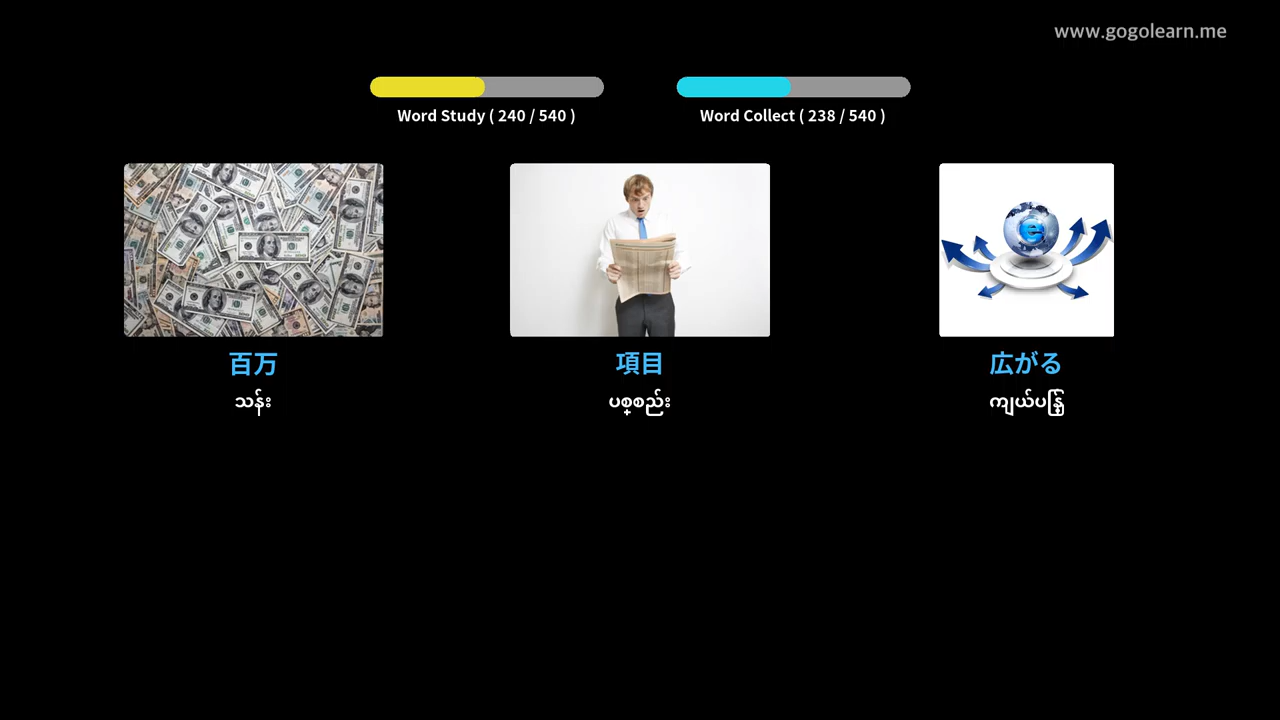 www.gogolearn.me
Word Study ( 240 / 540 )
Word Collect ( 238 / 540 )
百万
項目
広がる
သန်း
ပစ္စည်း
ကျယ်ပြန့်